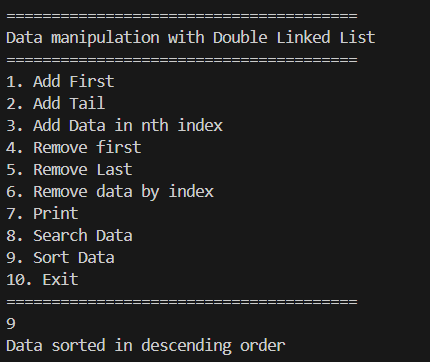 =======================================
Data manipulation with Double Linked List
=======================================
1. Add First
2. Add Tail
3. Add Data in nth index
4. Remove first
5. Remove Last
6. Remove data by index
7. Print
8. Search Data
9. Sort Data
10. Exit
=======================================
9
Data sorted in descending order